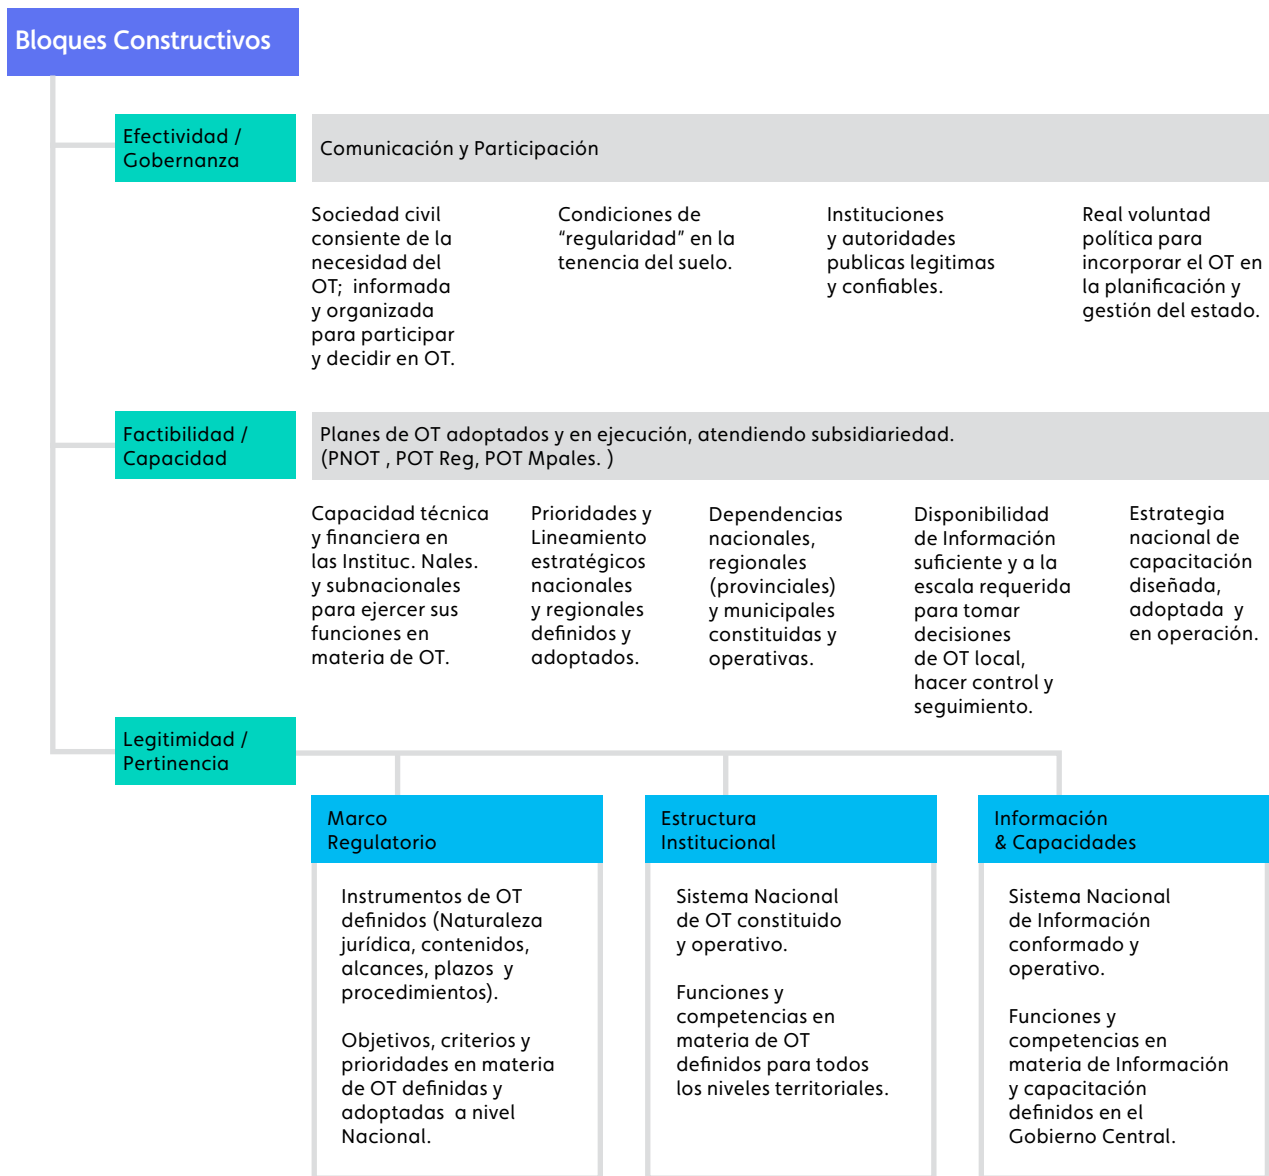 Bloques Constructivos
Efectividad /
Gobernanza
Comunicación y Participación
Sociedad civil
consiente de la
necesidad del
OT; informada
y organizada
para participar
y decidir en OT.
Condiciones de
“regularidad” en la
tenencia del suelo.
Instituciones
y autoridades
publicas legitimas
y confiables.
Real voluntad
política para
incorporar el OT en
la planificación y
gestión del estado.
Factibilidad /
Capacidad
Planes de OT adoptados y en ejecución, atendiendo subsidiariedad.
(PNOT , POT Reg, POT Mpales. )
Capacidad técnica
y financiera en
las Instituc. Nales.
y subnacionales
para ejercer sus
funciones en
materia de OT.
Prioridades y
Lineamiento
estratégicos
nacionales
y regionales
definidos y
adoptados.
Dependencias
nacionales,
regionales
(provinciales)
y municipales
constituidas y
operativas.
Disponibilidad
de Información
suficiente y a la
escala requerida
para tomar
decisiones
de OT local,
hacer control y
seguimiento.
Estrategia
nacional de
capacitación
diseñada,
adoptada y
en operación.
Legitimidad /
Pertinencia
Marco
Regulatorio
Instrumentos de OT
definidos (Naturaleza
jurídica, contenidos,
alcances, plazos y
procedimientos).
Objetivos, criterios y
prioridades en materia
de OT definidas y
adoptadas a nivel
Nacional.
Estructura
Institucional
Sistema Nacional
de OT constituido
y operativo.
Funciones y
competencias en
materia de OT
definidos para todos
los niveles territoriales.
Información
& Capacidades
Sistema Nacional
de Información
conformado y
operativo.
Funciones y
competencias en
materia de Información
y capacitación
definidos en el
Gobierno Central.